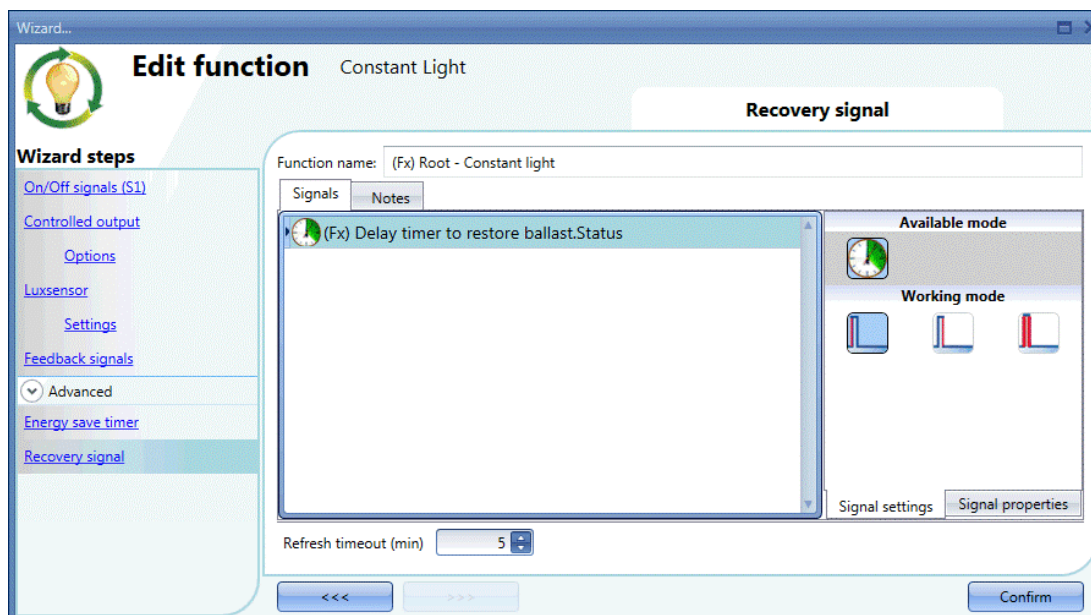 Wizard...
Edit function Constant Light
Recovery signal
Wizard steps
On/Off signals (S1)
Controlled output
Options
Luxsensor
Settings
Feedback signals
Advanced
Energy save timer
Recovery signal
Function name: (Fx) Root - Constant light
Signals Notes
(Fx) Delay timer to restore ballast.Status
Available mode
Working mode
Signal settings Signal properties
Refresh timeout (min) 5
<<< >>> Confirm